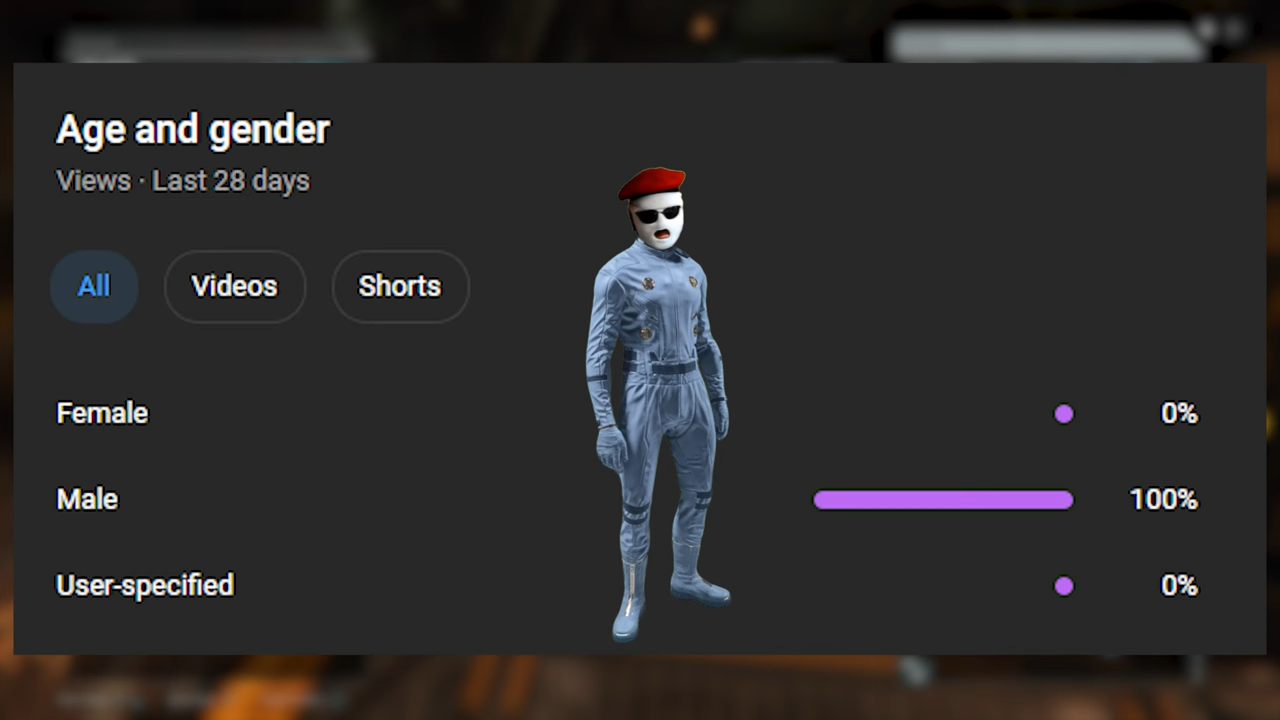 Age and gender
Views · Last 28 days
All Videos Shorts
Female 0%
Male 100%
User-specified 0%